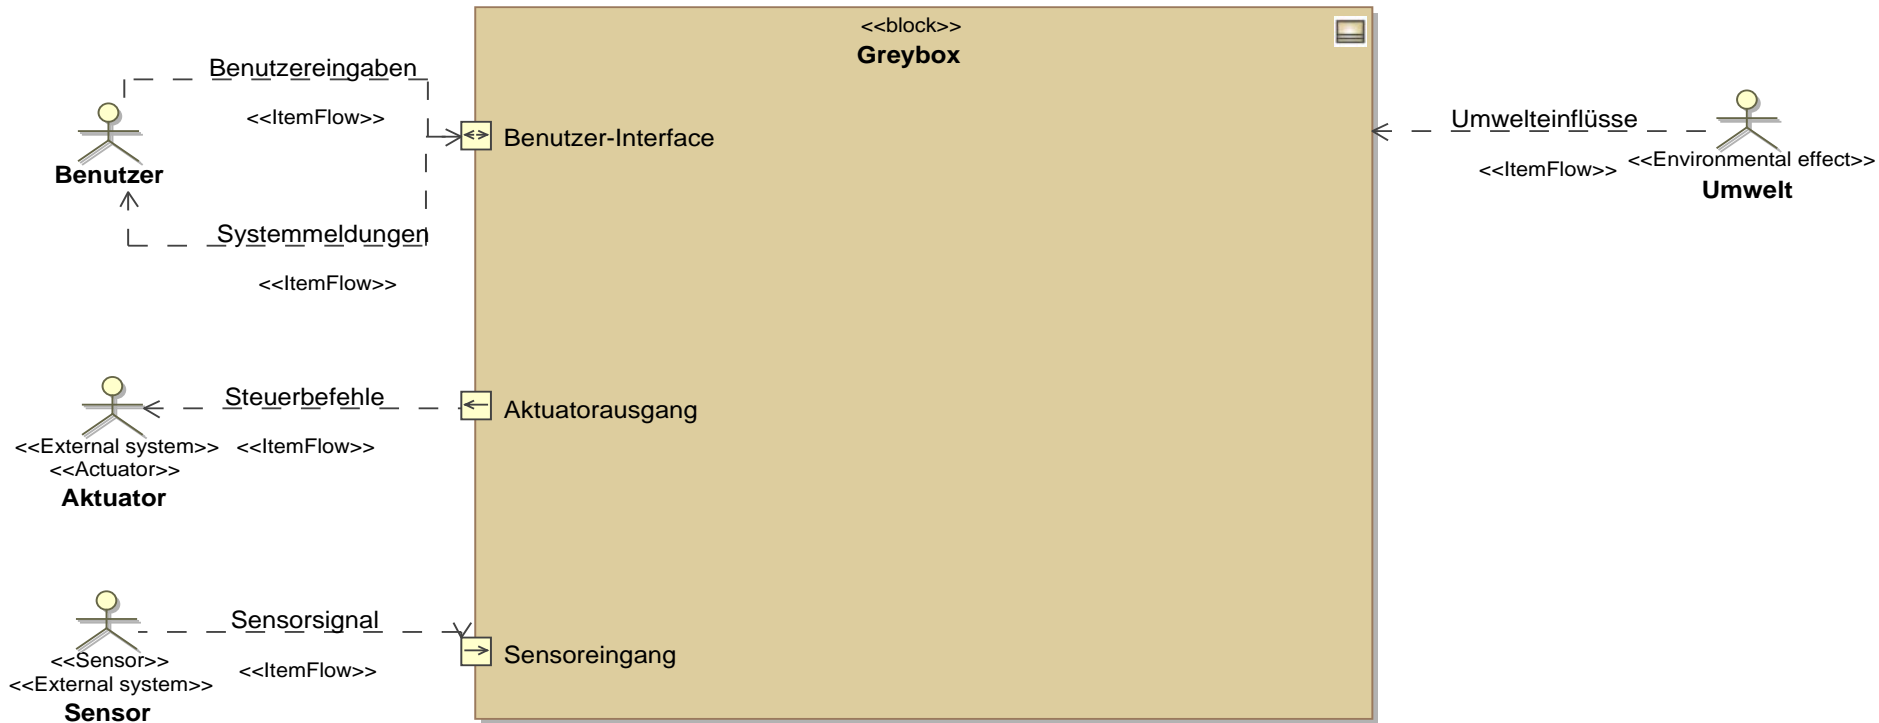 <<block>>
Greybox
Benutzereingaben
<<ItemFlow>>
Benutzer-Interface
Benutzer
Systemmeldungen
<<ItemFlow>>
Umwelteinflüsse
<<ItemFlow>>
<<Environmental effect>>
Umwelt
Steuerbefehle
<<ItemFlow>>
Aktuatorausgang
<<External system>>
<<Actuator>>
Aktuator
Sensorsignal
<<ItemFlow>>
Sensoreingang
<<Sensor>>
<<External system>>
Sensor